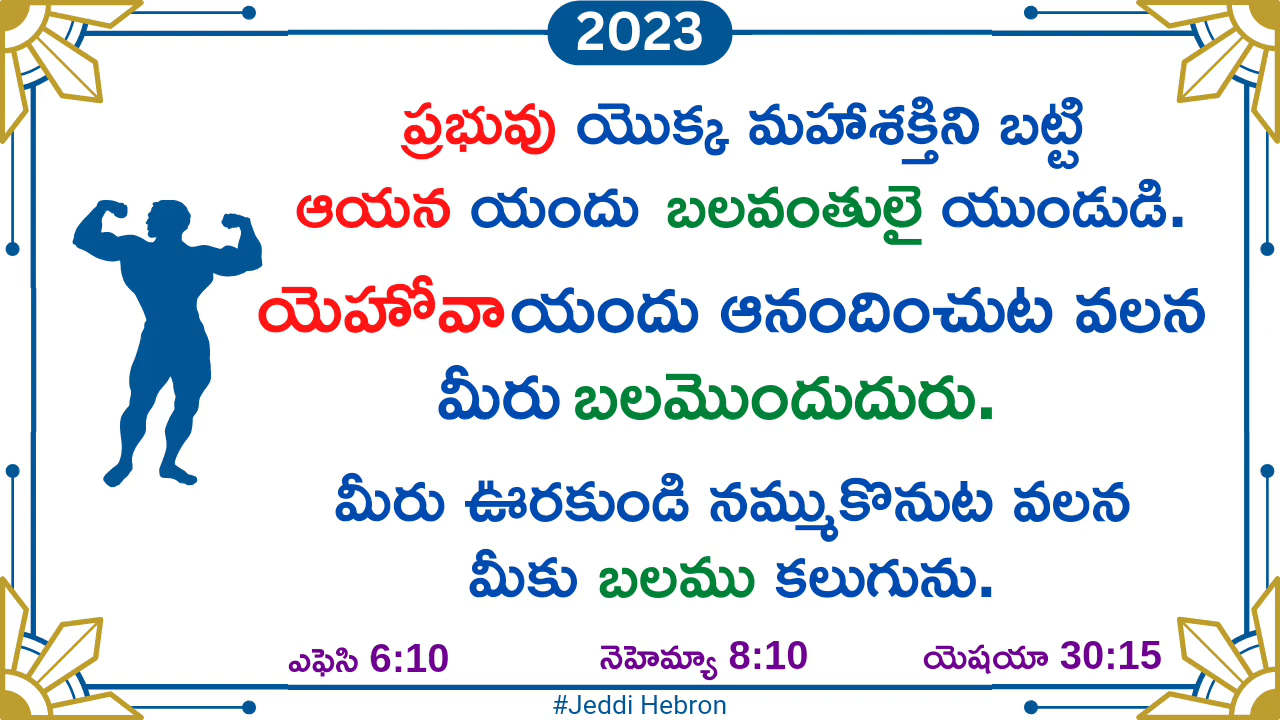 2023
ప్రభువు యొక్క మహాశక్తిని బట్టి
ఆయన యందు బలవంతులై యుండుడి.
యెహోవాయందు ఆనందించుట వలన
మీరు బలమొందుదురు.
మీరు ఊరకుండి నమ్ముకొనుట వలన
మీకు బలము కలుగును.
ఎఫెసి 6:10 నెహెమ్యా 8:10 యెషయా 30:15
#Jeddi Hebron